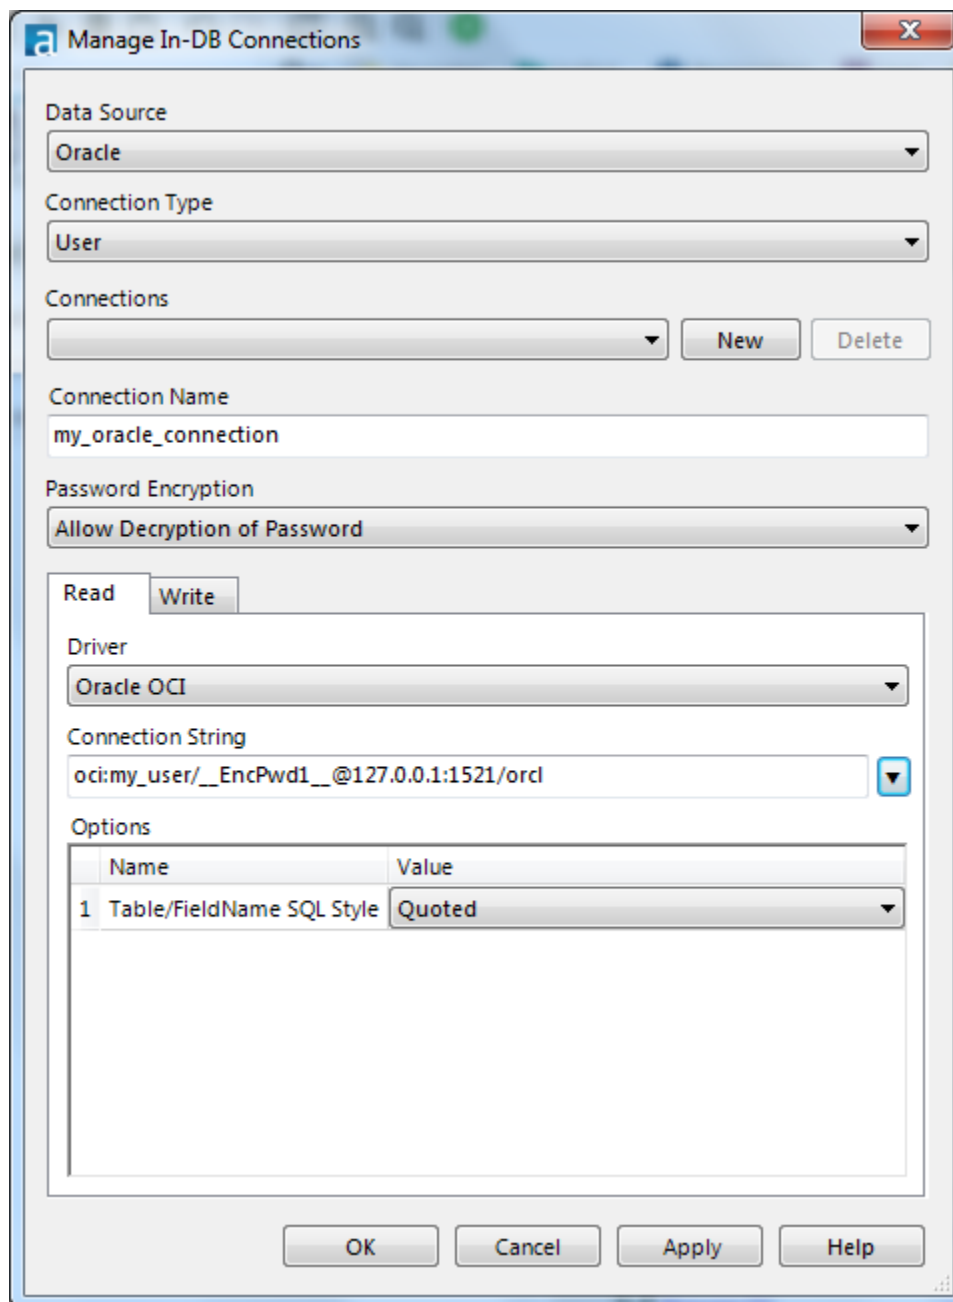 Manage In-DB Connections
Data Source
Oracle
Connection Type
User
Connections
New Delete
Connection Name
my_oracle_connection
Password Encryption
Allow Decryption of Password
Read Write
Driver
Oracle OCI
Connection String
oci:my_user/__EncPwd1__@127.0.0.1:1521/orcl
Options
Name Value
1 Table/FieldName SQL Style Quoted
OK Cancel Apply Help